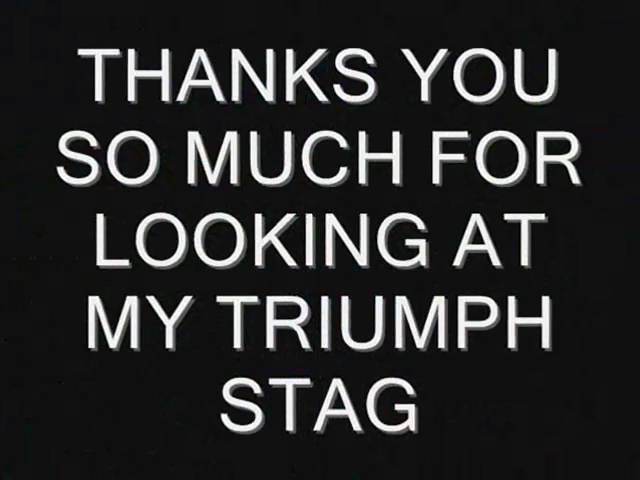 THANKS YOU
SO MUCH FOR
LOOKING AT
MY TRIUMPH
STAG